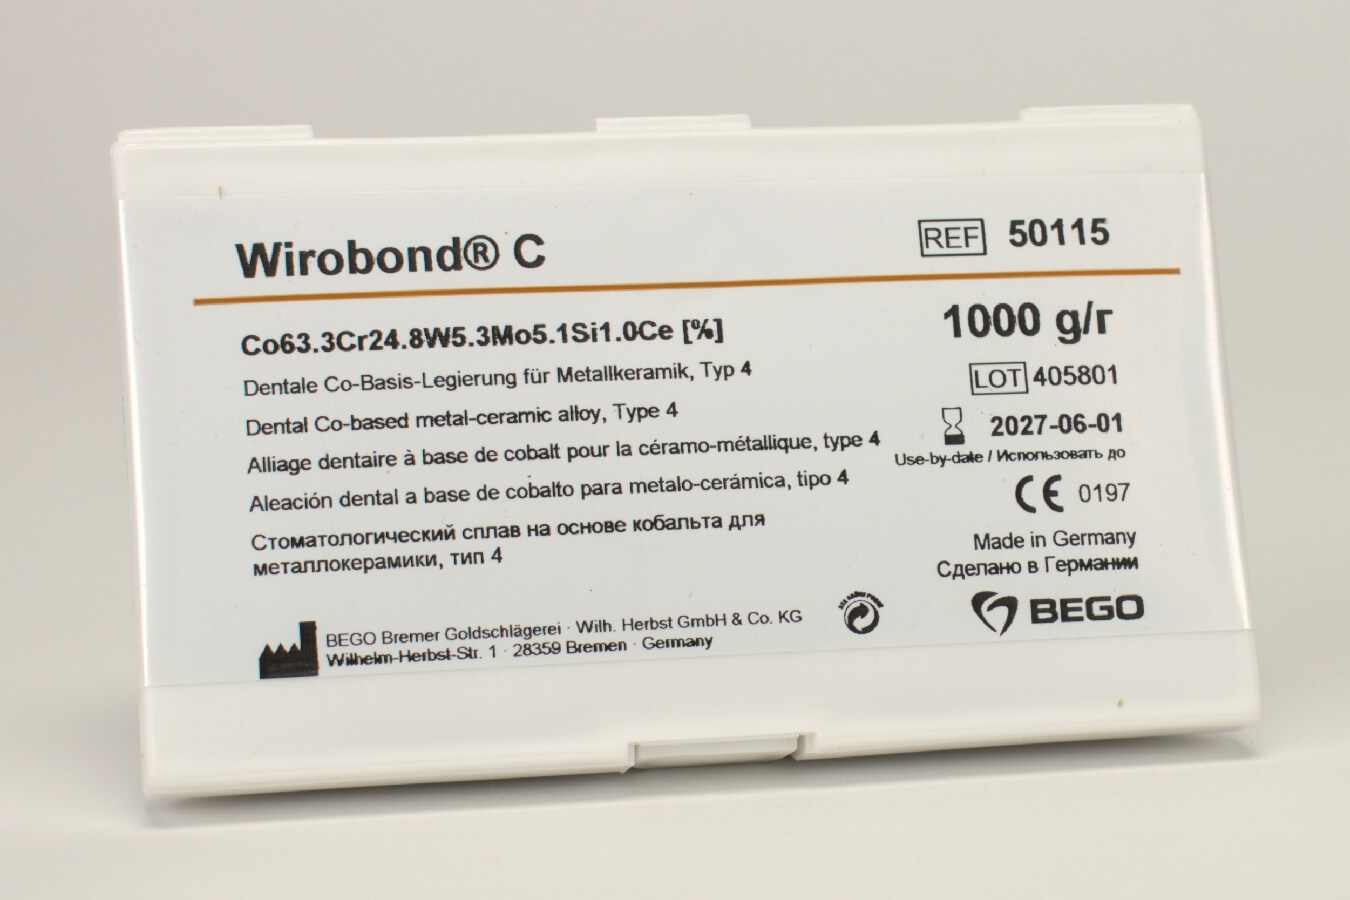 Wirobond® C
REF 50115
Co63.3Cr24.8W5.3Mo5.1Si1.0Ce [%]
1000 g/r
Dentale Co-Basis-Legierung für Metallkeramik, Typ 4
LOT 405801
Dental Co-based metal-ceramic alloy, Type 4
2027-06-01
Alliage dentaire à base de cobalt pour la céramo-métallique, type 4
Use-by-date / Использовать до
Aleación dental a base de cobalto para metalo-cerámica, tipo 4
CE 0197
Стоматологический сплав на основе кобальта для
металлокерамики, тип 4
Made in Germany
Сделано в Германии
BEGO
BEGO Bremer Goldschlägerei · Wilh. Herbst GmbH & Co. KG
Wilhelm-Herbst-Str. 1 · 28359 Bremen · Germany